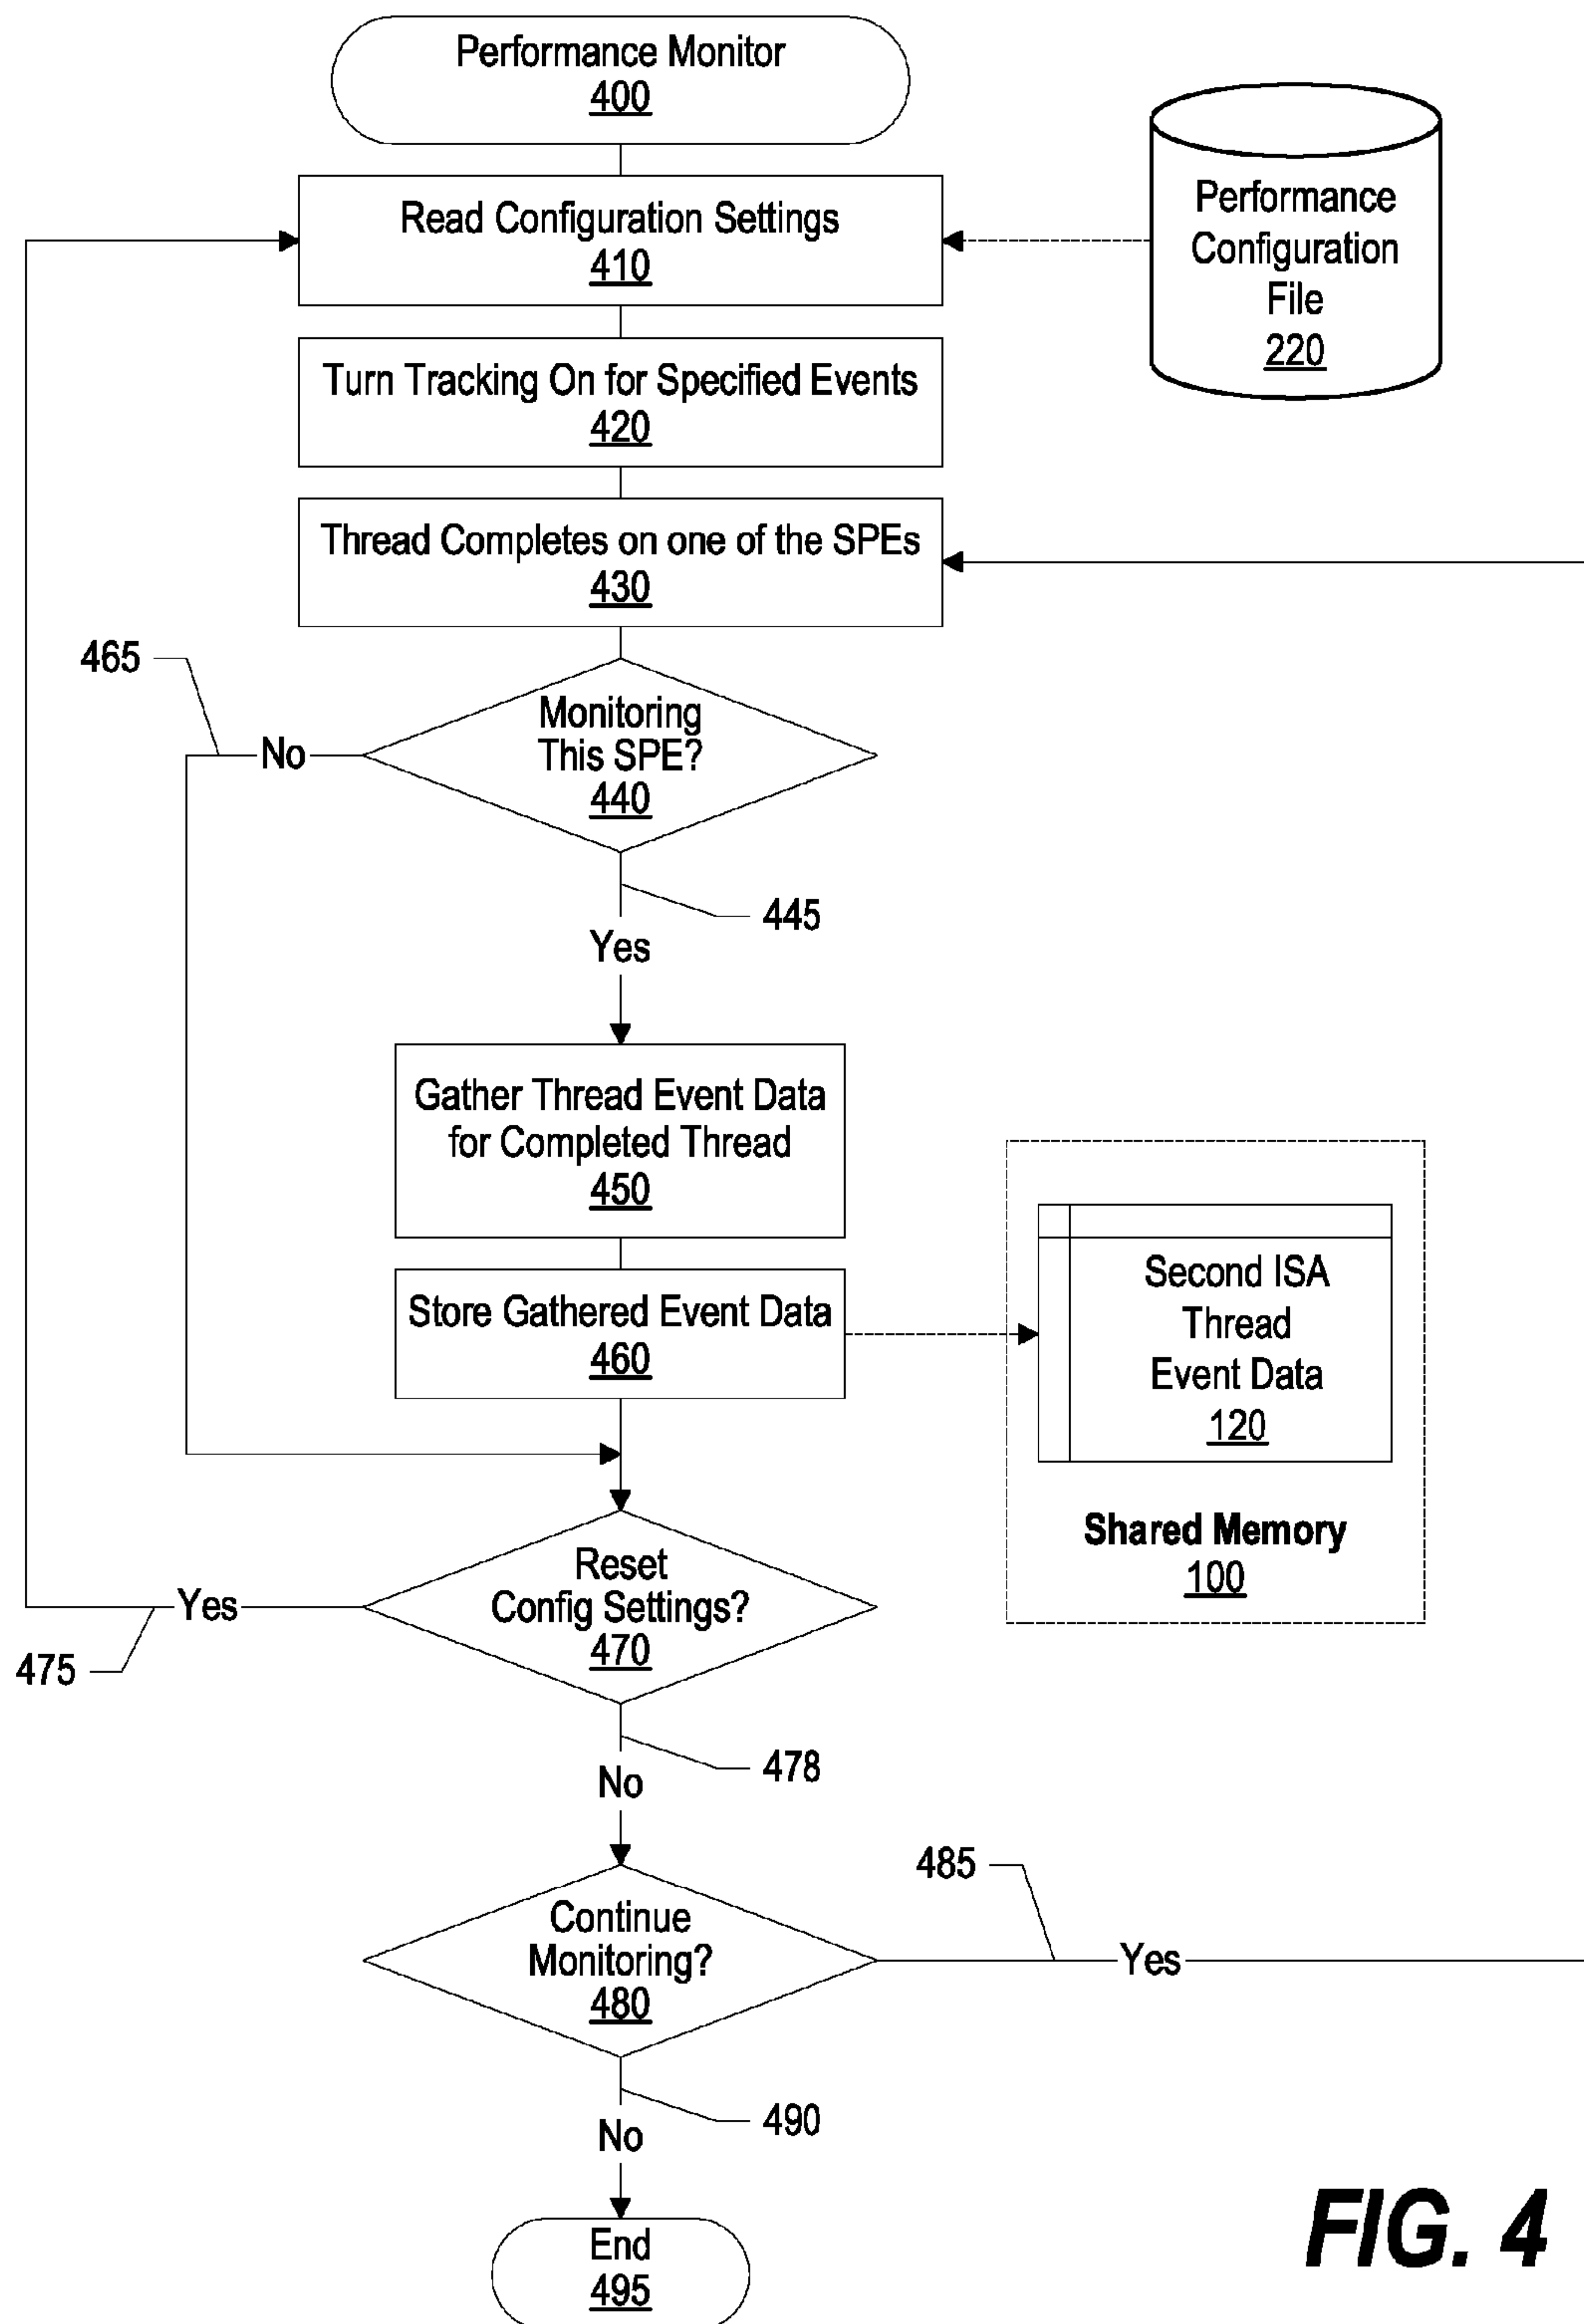 Performance Monitor
400
Performance
Configuration
File
220
Read Configuration Settings
410
Turn Tracking On for Specified Events
420
Thread Completes on one of the SPEs
430
465
Monitoring
This SPE?
440
No
445
Yes
Gather Thread Event Data
for Completed Thread
450
Store Gathered Event Data
460
Second ISA
Thread
Event Data
120
Shared Memory
100
Reset
Config Settings?
470
Yes
475
478
No
485
Continue
Monitoring?
480
Yes
490
No
End
495
FIG. 4